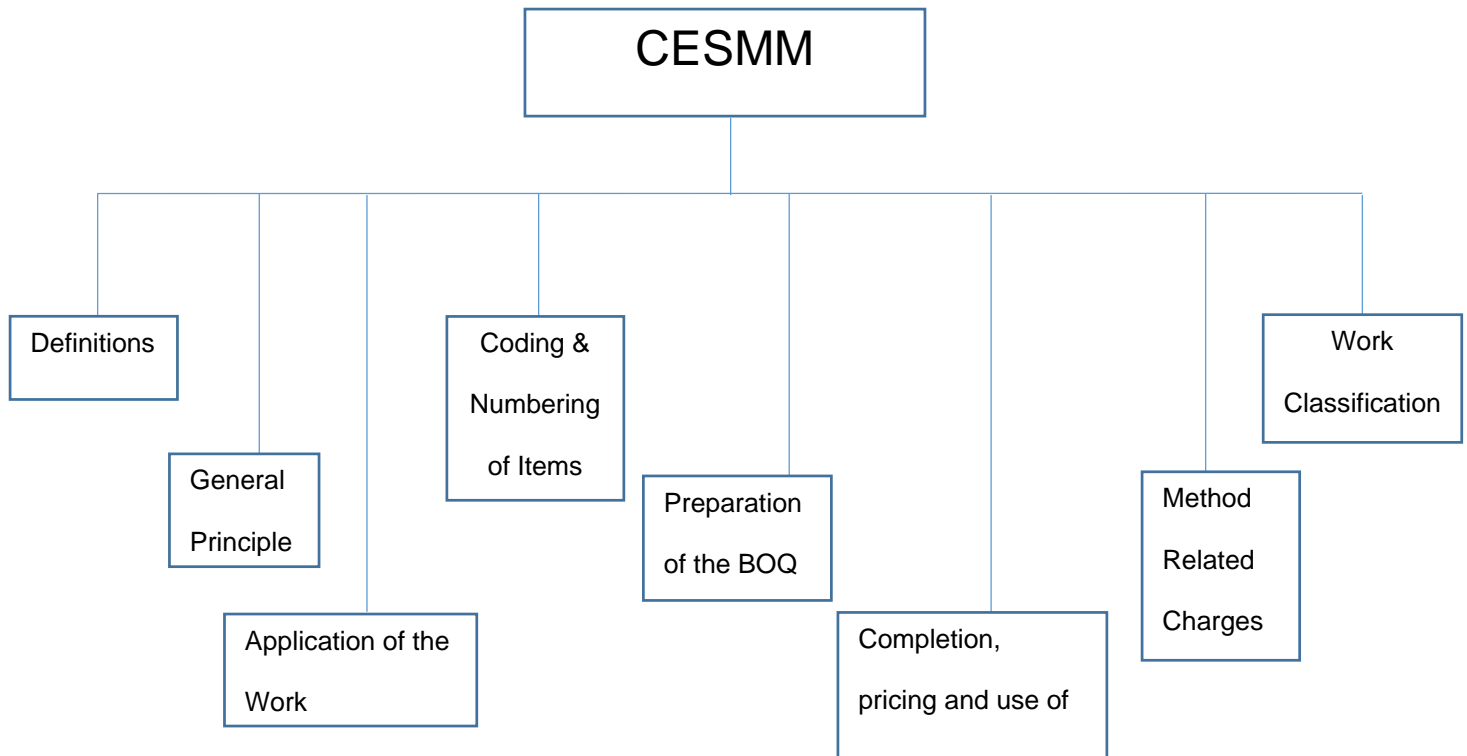 CESMM
Definitions
General
Principle
Application of the
Work
Coding &
Numbering
of Items
Preparation
of the BOQ
Completion,
pricing and use of
Method
Related
Charges
Work
Classification